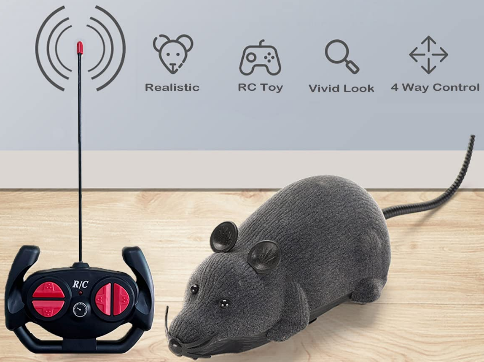 Realistic
RC Toy
Vivid Look
4 Way Control
R/C